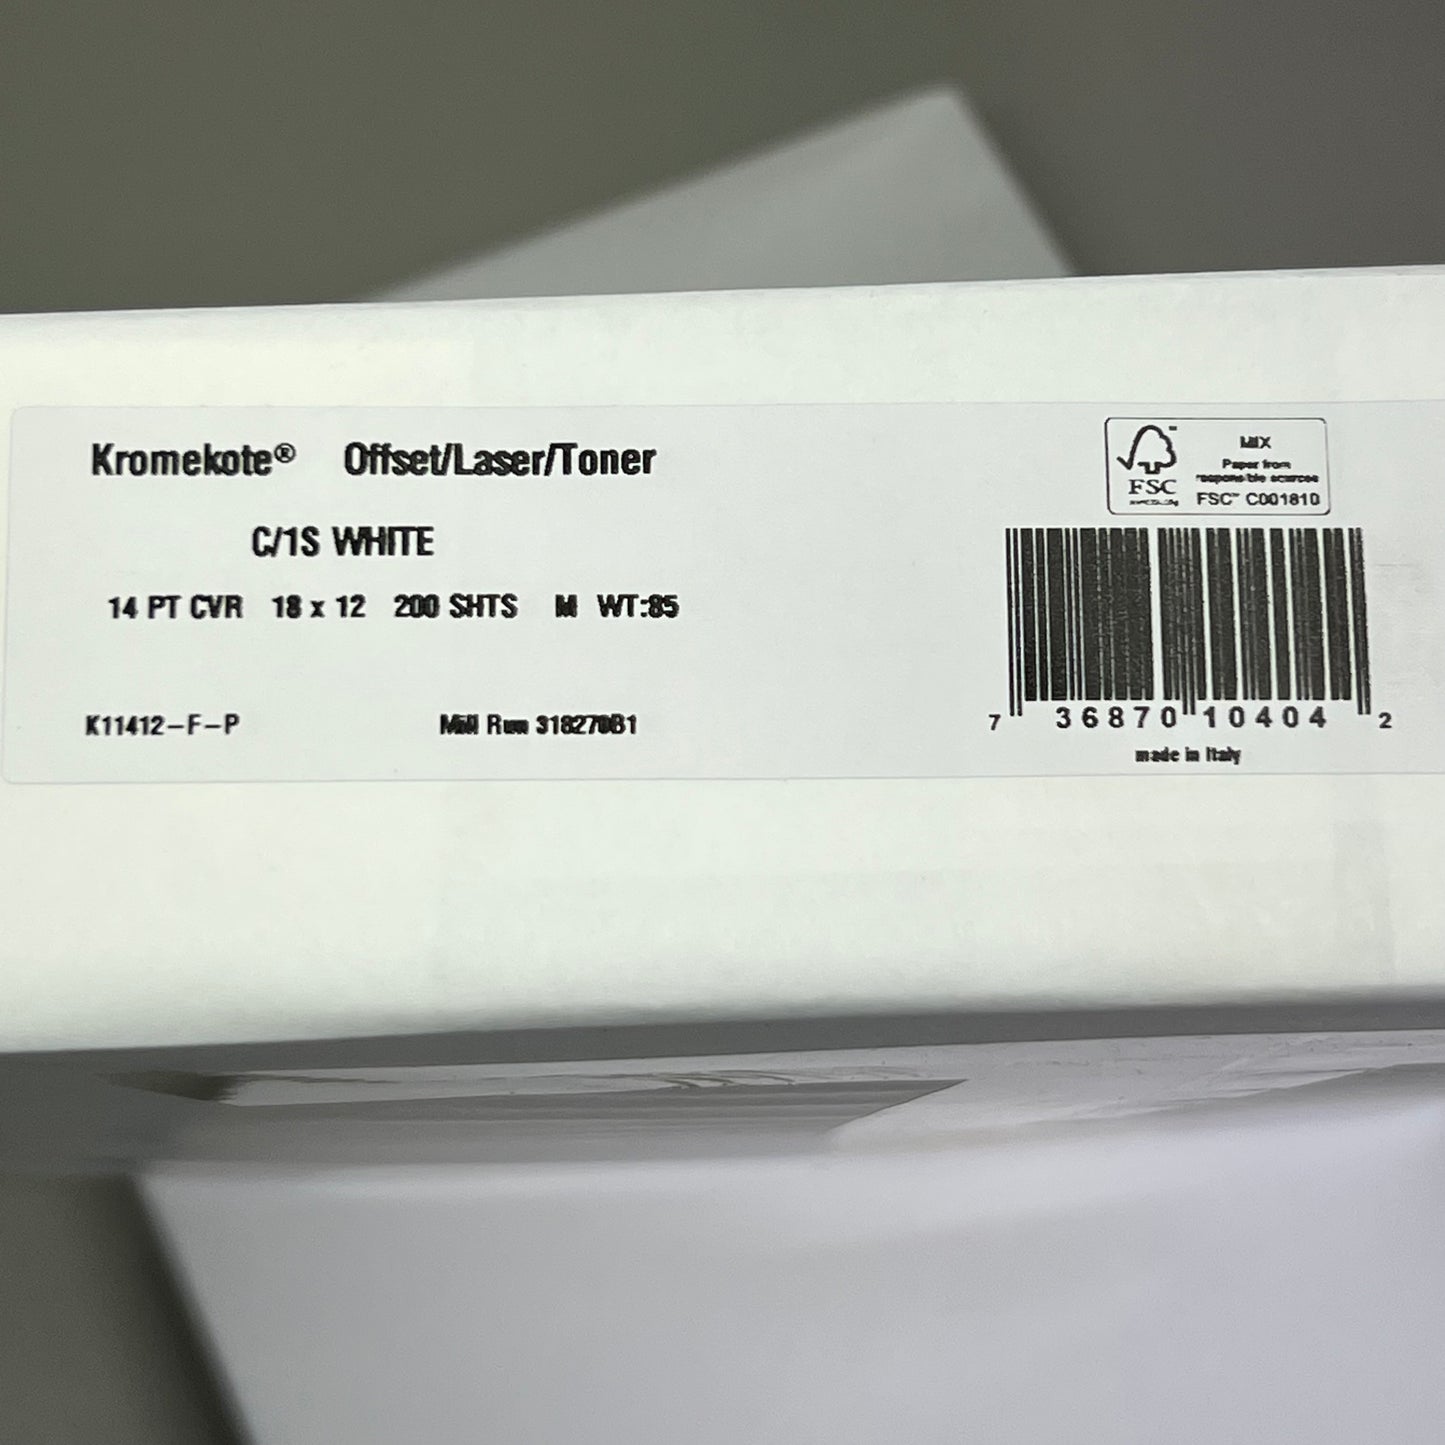 Kromekote® Offset/Laser/Toner
C/1S WHITE
14 PT CVR 18 x 12 200 SHTS M WT:85
K11412-F-P Mill Run 318270B1
FSC
MIX
Paper from
responsible sources
FSC™ C001810
7 36870 10404 2
made in Italy